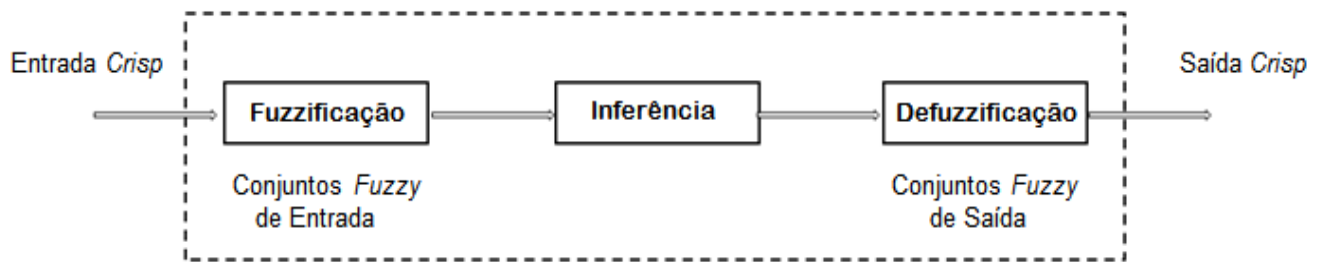 Entrada Crisp
Saída Crisp
Fuzzificação
Inferência
Defuzzificação
Conjuntos Fuzzy
de Entrada
Conjuntos Fuzzy
de Saída